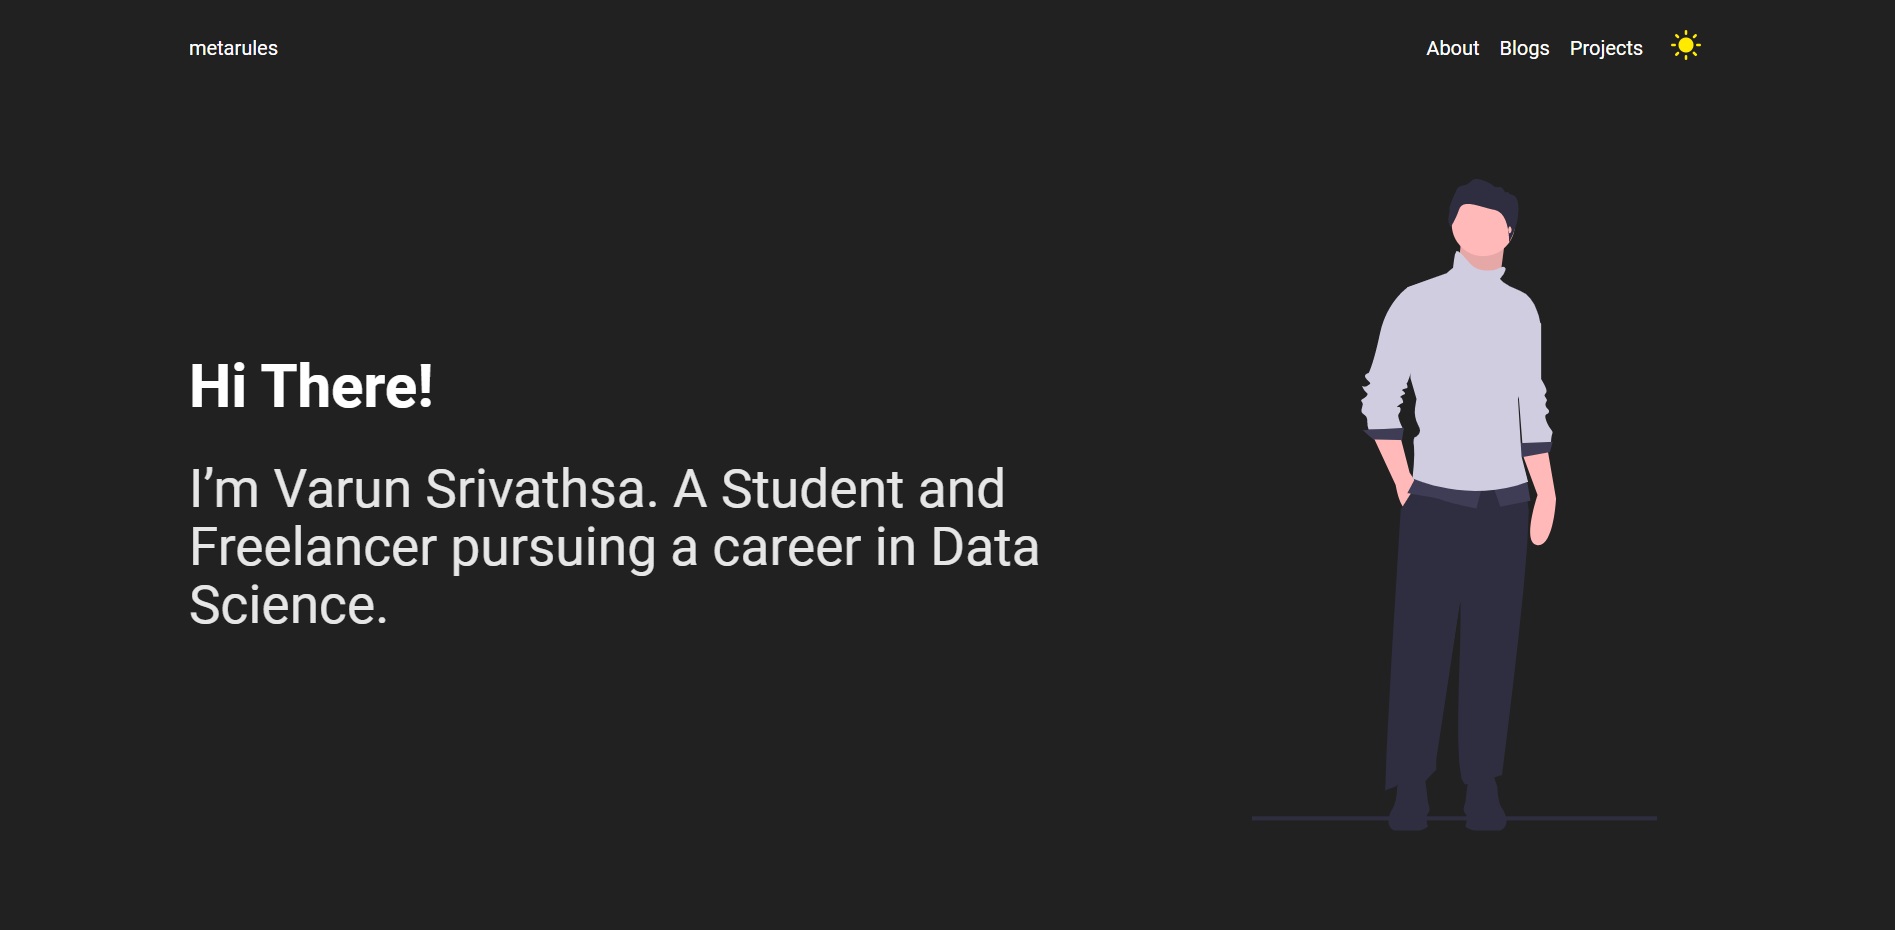 metarules
About Blogs Projects
Hi There!
I’m Varun Srivathsa. A Student and
Freelancer pursuing a career in Data
Science.